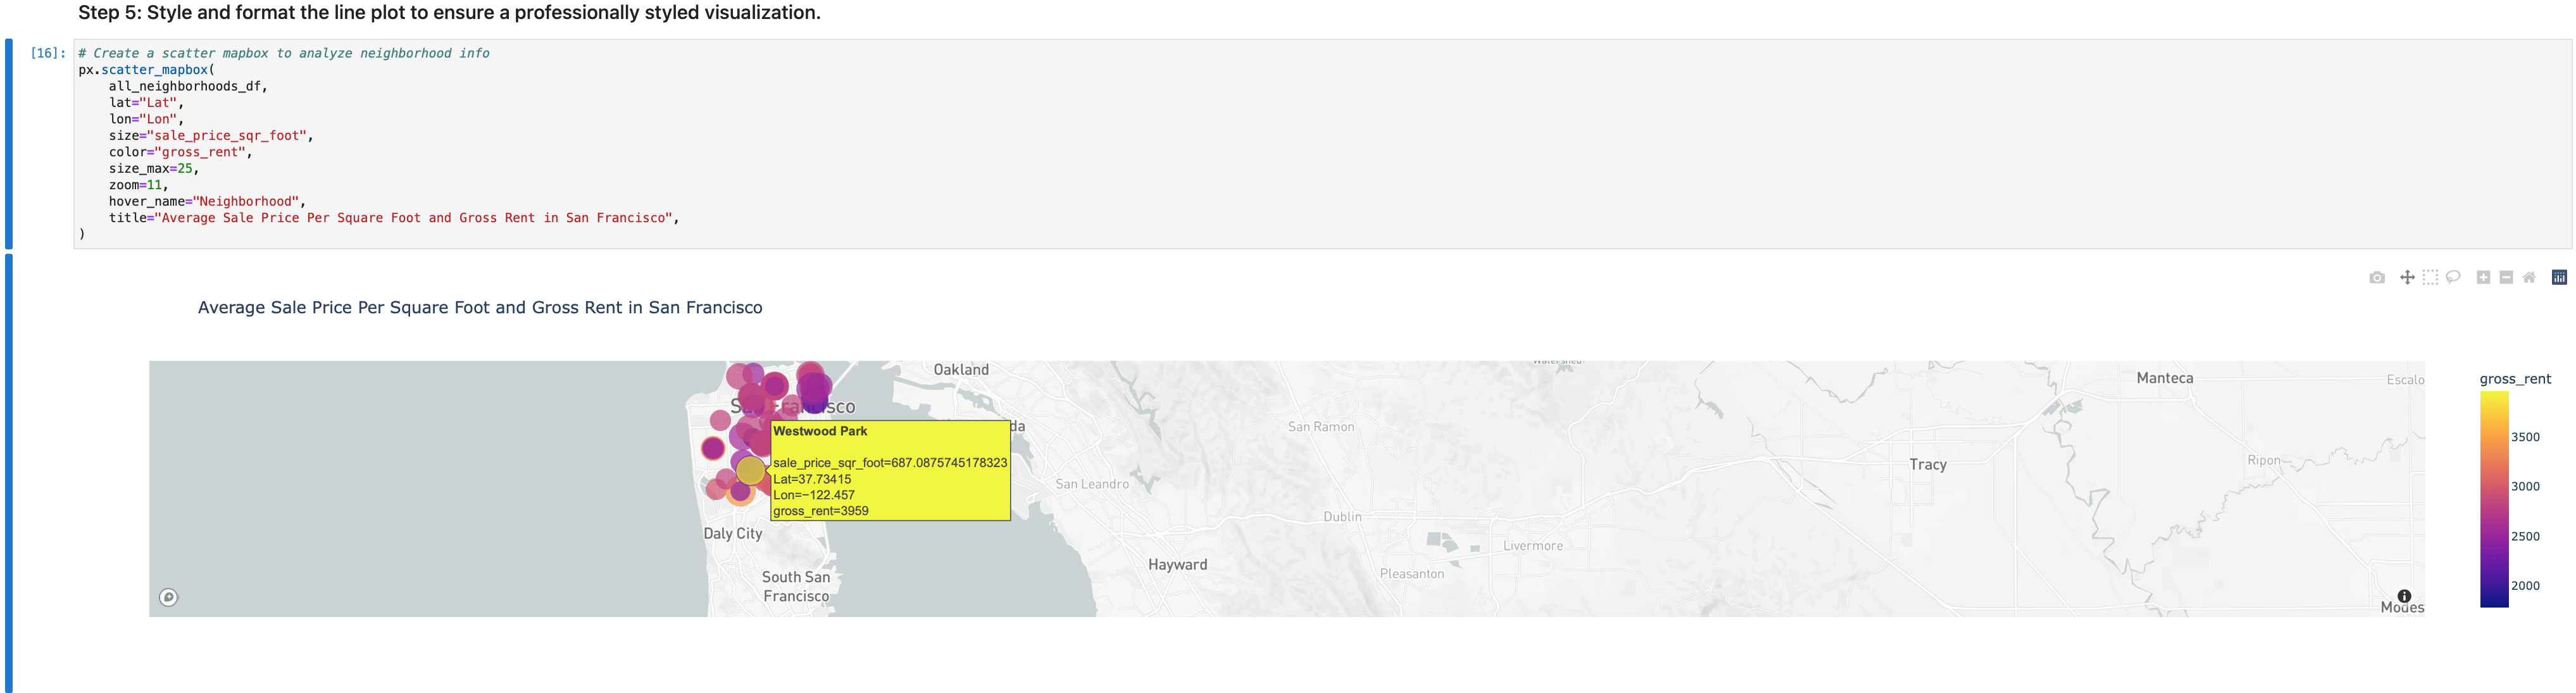 Step 5: Style and format the line plot to ensure a professionally styled visualization.
[16]:
# Create a scatter mapbox to analyze neighborhood info
px.scatter_mapbox(
    all_neighborhoods_df,
    lat="Lat",
    lon="Lon",
    size="sale_price_sqr_foot",
    color="gross_rent",
    size_max=25,
    zoom=11,
    hover_name="Neighborhood",
    title="Average Sale Price Per Square Foot and Gross Rent in San Francisco",
)
Average Sale Price Per Square Foot and Gross Rent in San Francisco
Oakland
San Francisco
da
Westwood Park
sale_price_sqr_foot=687.0875745178323
Lat=37.73415
Lon=−122.457
gross_rent=3959
Daly City
South San
Francisco
San Leandro
Hayward
San Ramon
Dublin
Pleasanton
Livermore
Tracy
Manteca
Escalo
Ripon
Modes
gross_rent
3500
3000
2500
2000